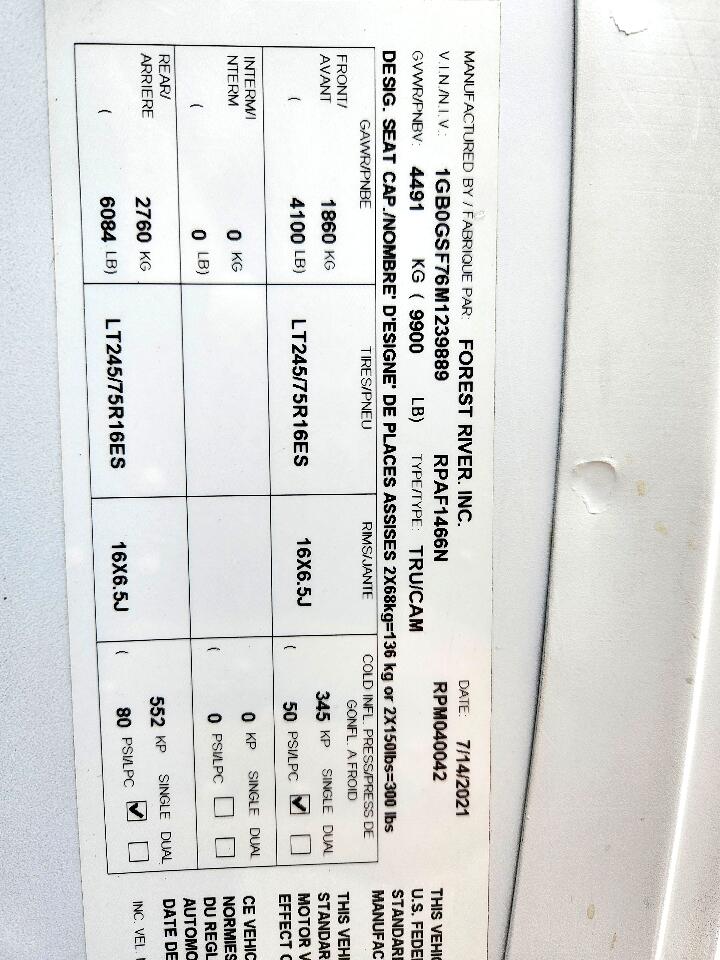 MANUFACTURED BY / FABRIQUE PAR: FOREST RIVER. INC. DATE: 7/14/2021
V.I.N./N.I.V.: 1GB0GSF76M1239889 RPAF1466N RPM040042
GVWR/PNBV: 4491 KG ( 9900 LB) TYPE/TYPE: TRU/CAM
DESIG. SEAT CAP./NOMBRE' D'ESIGNE' DE PLACES ASSISES 2X68kg=136 kg or 2X150lbs=300 lbs
GAWR/PNBE TIRES/PNEU RIMS/JANTE COLD INFL. PRESS/PRESS DE
GONFL. A FROID
FRONT/ 1860 KG 345 KP SINGLE DUAL
AVANT
( 4100 LB) LT245/75R16ES 16X6.5J ( 50 PSI/LPC
INTERM/I 0 KG 0 KP SINGLE DUAL
NTERM
( 0 LB) ( 0 PSI/LPC
REAR/ 2760 KG 552 KP SINGLE DUAL
ARRIERE
( 6084 LB) LT245/75R16ES 16X6.5J ( 80 PSI/LPC
THIS VEHIC
U.S. FEDE
STANDAR
MANUFAC
THIS VEHI
STANDAR
MOTOR V
EFFECT O
CE VEHIC
NORMIES
DU REGL
AUTOMO
DATE DE
INC. VEL.